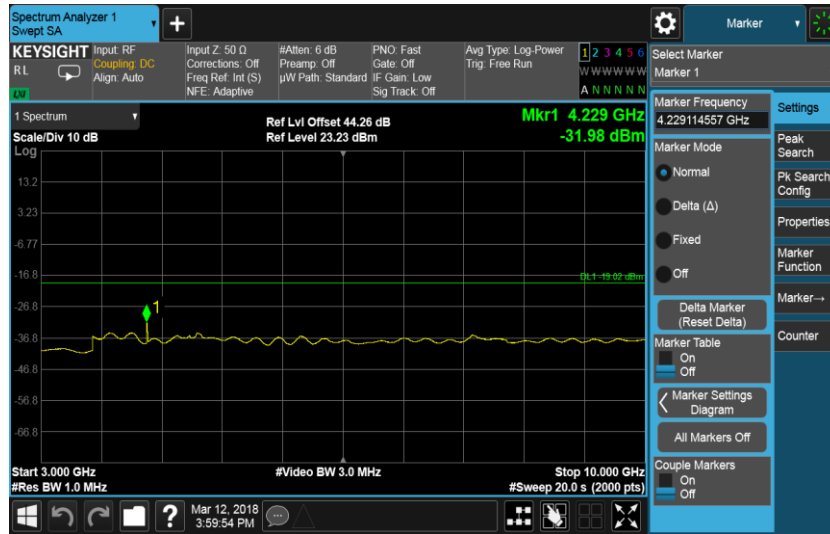 Spectrum Analyzer 1
Swept SA
+
Marker
KEYSIGHT
RL
LXI
Input: RF
Coupling: DC
Align: Auto
Input Z: 50 Ω
Corrections: Off
Freq Ref: Int (S)
NFE: Adaptive
#Atten: 6 dB
Preamp: Off
µW Path: Standard
PNO: Fast
Gate: Off
IF Gain: Low
Sig Track: Off
Avg Type: Log-Power
Trig: Free Run
1 2 3 4 5 6
W W W W W W
A N N N N N
Select Marker
Marker 1
1 Spectrum
Scale/Div 10 dB
Log
Ref Lvl Offset 44.26 dB
Ref Level 23.23 dBm
Mkr1 4.229 GHz
-31.98 dBm
13.2
3.23
-6.77
-16.8
-26.8
-36.8
-46.8
-56.8
-66.8
DL1 -19.02 dBm
1
Start 3.000 GHz
#Res BW 1.0 MHz
#Video BW 3.0 MHz
Stop 10.000 GHz
#Sweep 20.0 s (2000 pts)
Marker Frequency
4.229114557 GHz
Marker Mode
Normal
Delta (Δ)
Fixed
Off
Delta Marker
(Reset Delta)
Marker Table
On
Off
Marker Settings
Diagram
All Markers Off
Couple Markers
On
Off
Settings
Peak
Search
Pk Search
Config
Properties
Marker
Function
Marker→
Counter
?
Mar 12, 2018
3:59:54 PM